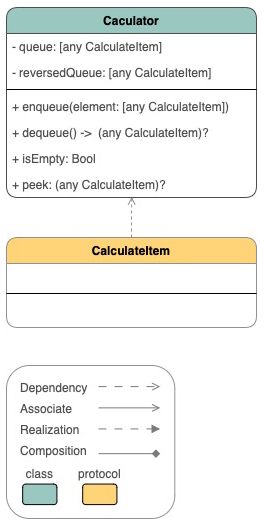 Caculator
- queue: [any CalculateItem]
- reversedQueue: [any CalculateItem]
+ enqueue(element: [any CalculateItem])
+ dequeue() -> (any CalculateItem)?
+ isEmpty: Bool
+ peek: (any CalculateItem)?
CalculateItem
Dependency
Associate
Realization
Composition
class protocol